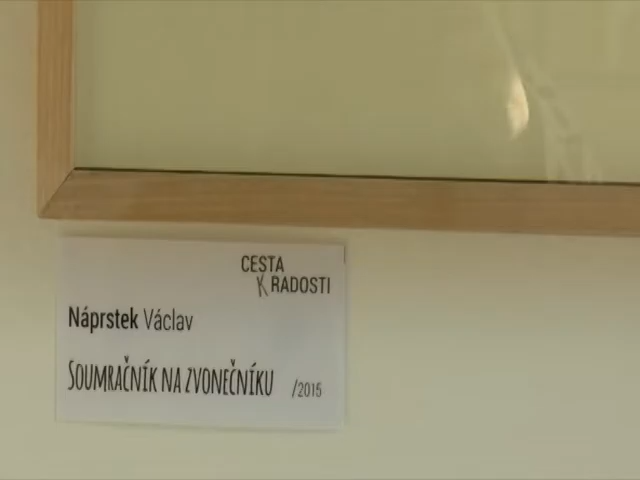 CESTA
K RADOSTI
Náprstek Václav
SOUMRAČNÍK NA ZVONEČNÍKU /2015